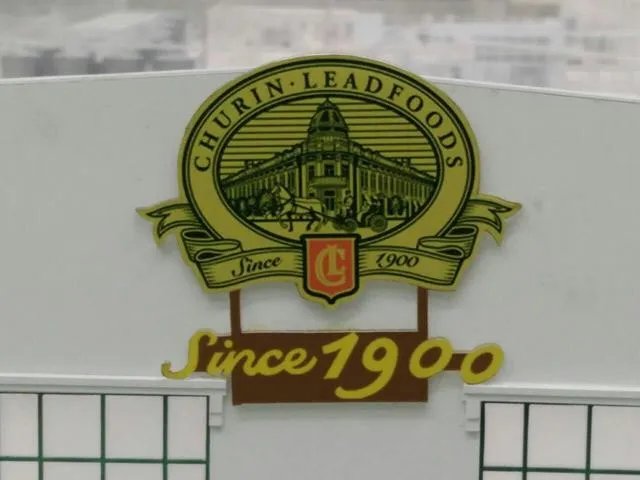 CHURIN · LEADFOODS
Since 1900
CL
Since 1900